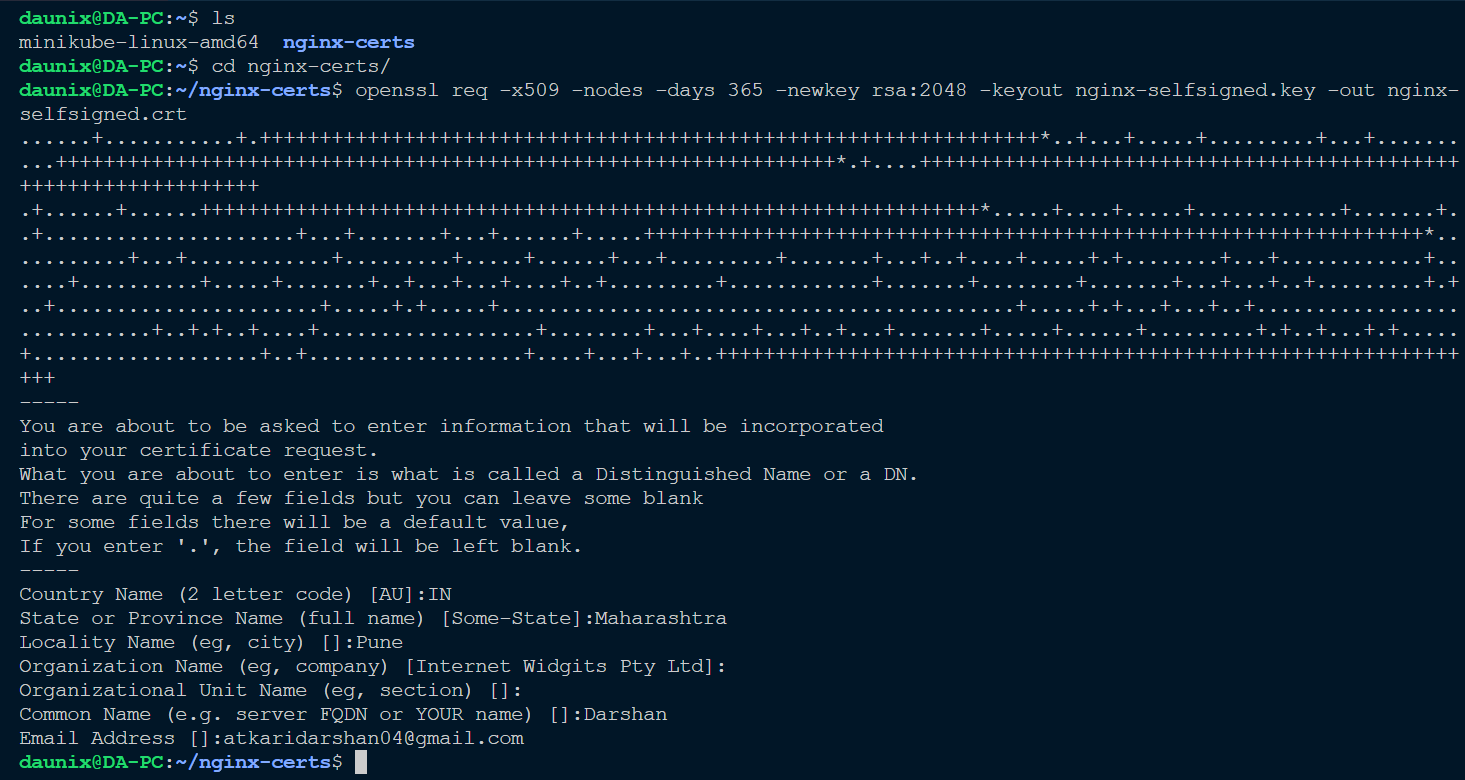 daunix@DA-PC:~$ ls
minikube-linux-amd64  nginx-certs
daunix@DA-PC:~$ cd nginx-certs/
daunix@DA-PC:~/nginx-certs$ openssl req -x509 -nodes -days 365 -newkey rsa:2048 -keyout nginx-selfsigned.key -out nginx-
selfsigned.crt
-----
You are about to be asked to enter information that will be incorporated
into your certificate request.
What you are about to enter is what is called a Distinguished Name or a DN.
There are quite a few fields but you can leave some blank
For some fields there will be a default value,
If you enter '.', the field will be left blank.
-----
Country Name (2 letter code) [AU]:IN
State or Province Name (full name) [Some-State]:Maharashtra
Locality Name (eg, city) []:Pune
Organization Name (eg, company) [Internet Widgits Pty Ltd]:
Organizational Unit Name (eg, section) []:
Common Name (e.g. server FQDN or YOUR name) []:Darshan
Email Address []:atkaridarshan04@gmail.com
daunix@DA-PC:~/nginx-certs$